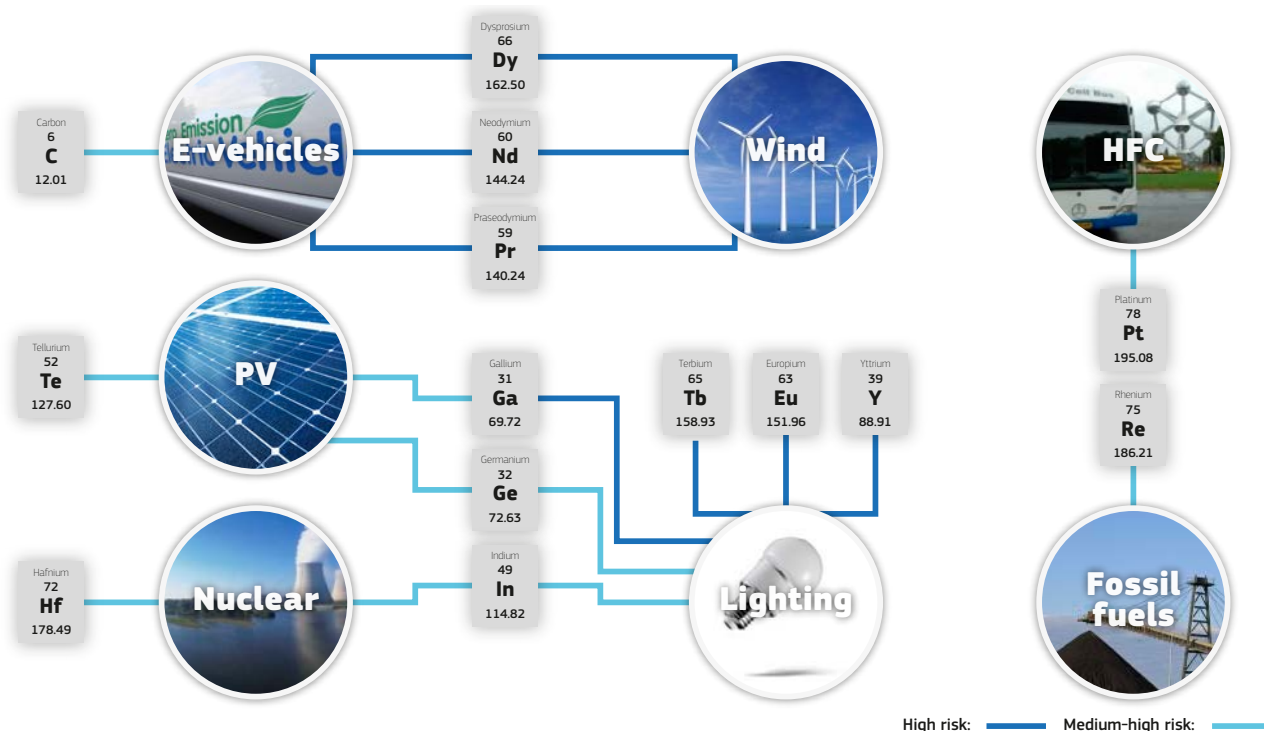 Dysprosium
66
Dy
162.50
Carbon
6
C
12.01
Emission
E-vehicles
Neodymium
60
Nd
144.24
Wind
Cell Bus
HFC
Praseodymium
59
Pr
140.24
Platinum
78
Pt
195.08
Tellurium
52
Te
127.60
PV
Gallium
31
Ga
69.72
Terbium
65
Tb
158.93
Europium
63
Eu
151.96
Yttrium
39
Y
88.91
Rhenium
75
Re
186.21
Germanium
32
Ge
72.63
Hafnium
72
Hf
178.49
Nuclear
Indium
49
In
114.82
Lighting
Fossil
fuels
High risk:
Medium-high risk: